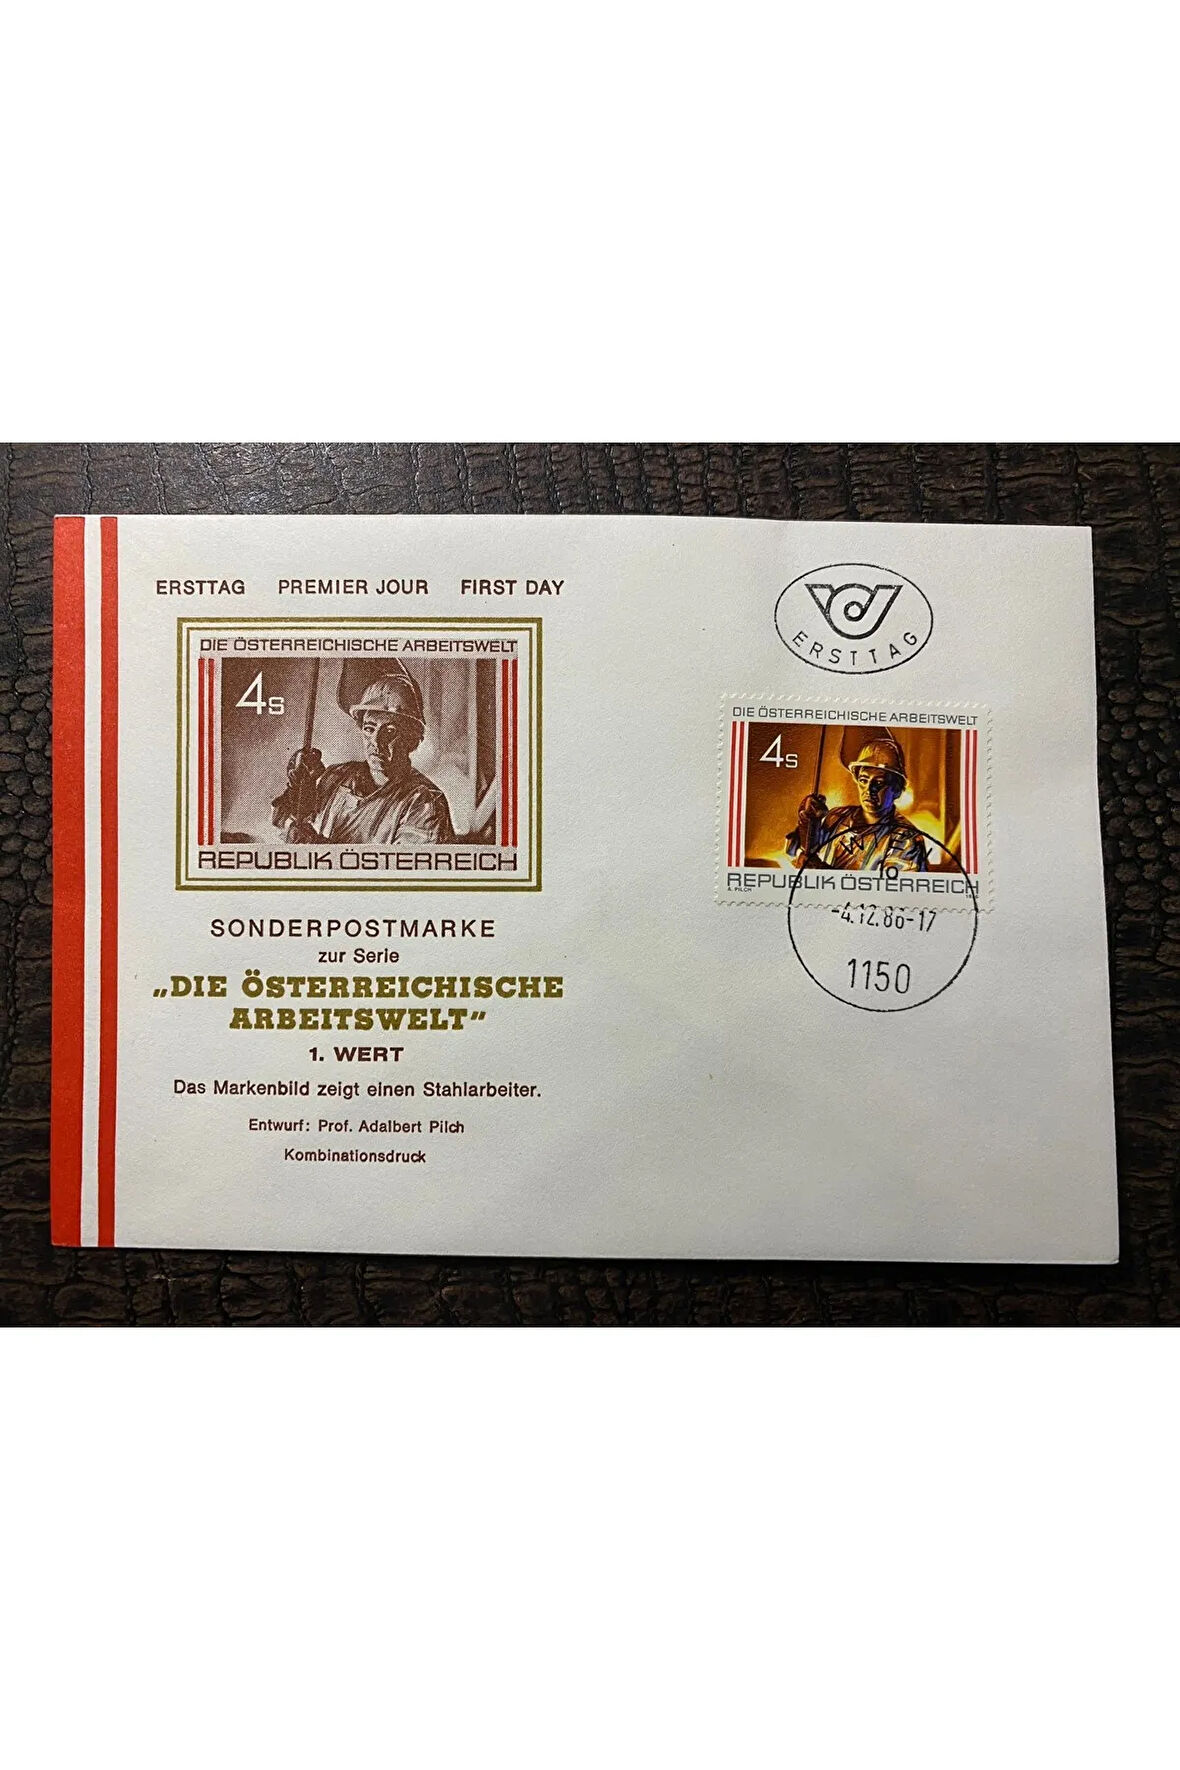 ERSTTAG PREMIER JOUR FIRST DAY
DIE ÖSTERREICHISCHE ARBEITSWELT
4s
REPUBLIK ÖSTERREICH
SONDERPOSTMARKE
zur Serie
„DIE ÖSTERREICHISCHE
ARBEITSWELT“
1. WERT
Das Markenbild zeigt einen Stahlarbeiter.
Entwurf: Prof. Adalbert Pilch
Kombinationsdruck
ERSTTAG
DIE ÖSTERREICHISCHE ARBEITSWELT
4s
REPUBLIK ÖSTERREICH
A. PILCH
WIEN
-4.12.86-17
1150